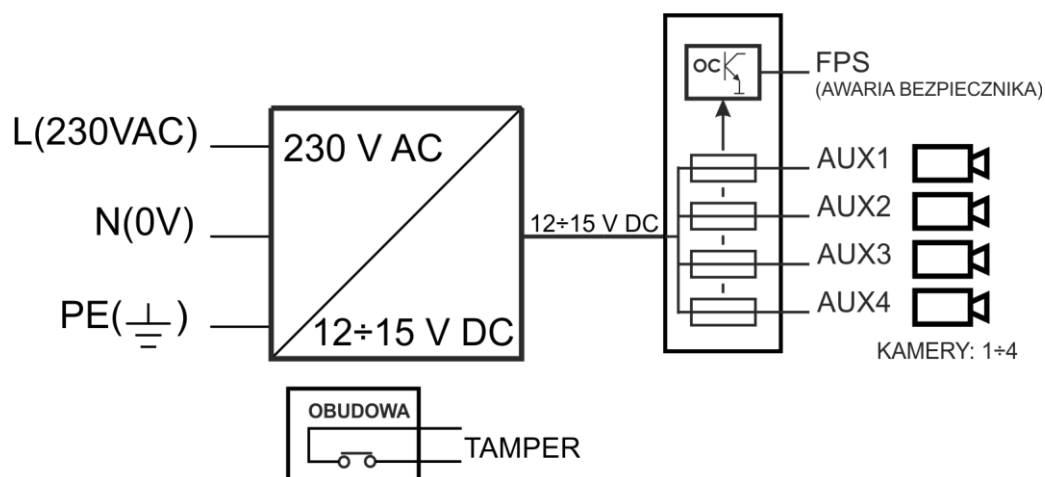 L(230VAC)
N(0V)
PE(⏚)
230 V AC
12÷15 V DC
12÷15 V DC
OC
FPS
(AWARIA BEZPIECZNIKA)
AUX1
AUX2
AUX3
AUX4
KAMERY: 1÷4
OBUDOWA
TAMPER